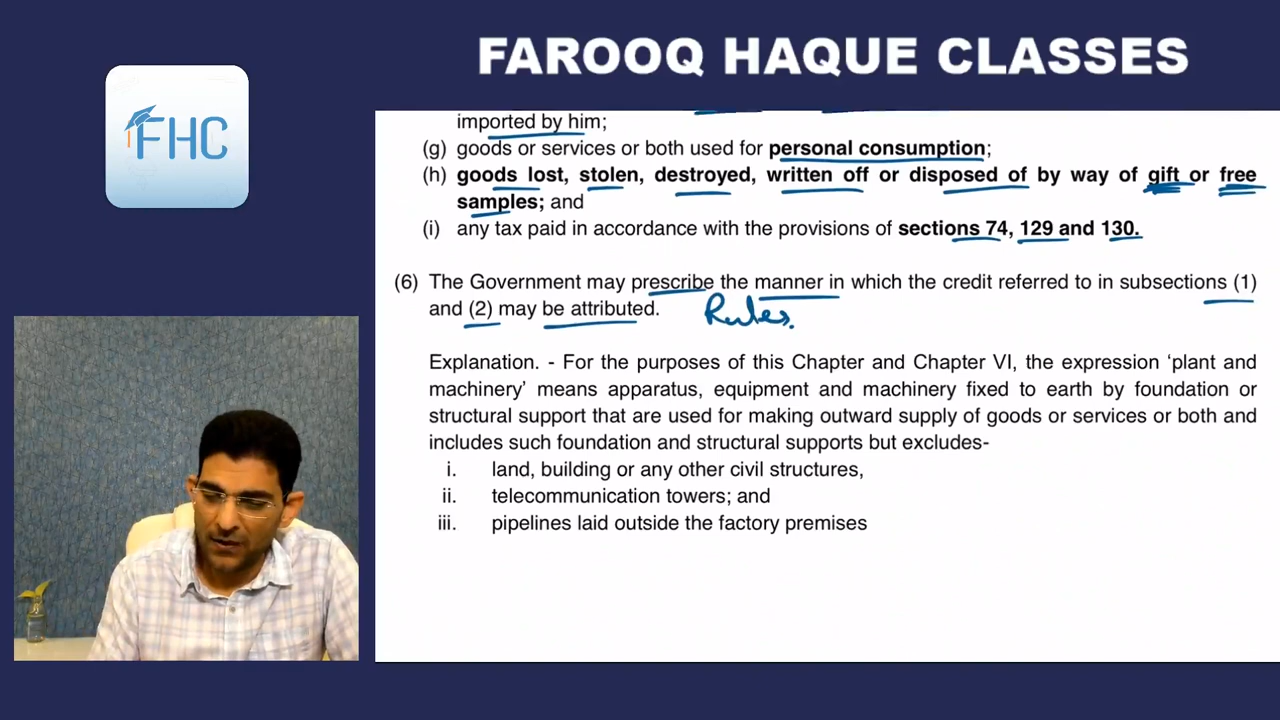 FAROOQ HAQUE CLASSES
FHC
imported by him;
(g) goods or services or both used for personal consumption;
(h) goods lost, stolen, destroyed, written off or disposed of by way of gift or free
samples; and
(i) any tax paid in accordance with the provisions of sections 74, 129 and 130.
(6) The Government may prescribe the manner in which the credit referred to in subsections (1)
and (2) may be attributed. Rules.
Explanation. - For the purposes of this Chapter and Chapter VI, the expression ‘plant and
machinery’ means apparatus, equipment and machinery fixed to earth by foundation or
structural support that are used for making outward supply of goods or services or both and
includes such foundation and structural supports but excludes-
i. land, building or any other civil structures,
ii. telecommunication towers; and
iii. pipelines laid outside the factory premises